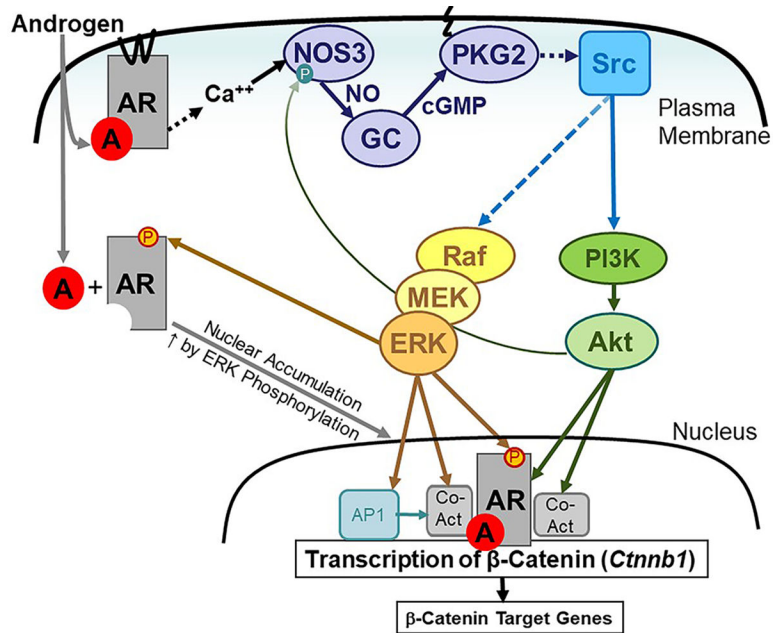 Androgen
AR
A
Ca++
NOS3
P
NO
GC
cGMP
PKG2
Src
Plasma
Membrane
A
+
AR
P
Raf
MEK
ERK
PI3K
Akt
Nuclear Accumulation
↑ by ERK Phosphorylation
Nucleus
AP1
Co-
Act
P
AR
A
Co-
Act
Transcription of β-Catenin (Ctnnb1)
β-Catenin Target Genes